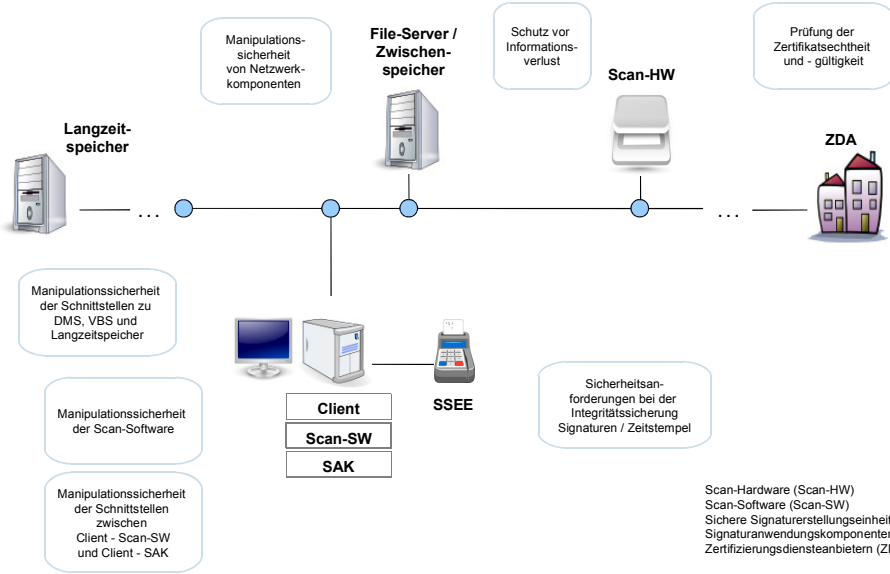 Manipulations-
sicherheit
von Netzwerk-
komponenten
File-Server /
Zwischen-
speicher
Schutz vor
Informations-
verlust
Scan-HW
Prüfung der
Zertifikatsechtheit
und - gültigkeit
Langzeit-
speicher
ZDA
...
...
Manipulationssicherheit
der Schnittstellen zu
DMS, VBS und
Langzeitspeicher
Manipulationssicherheit
der Scan-Software
Manipulationssicherheit
der Schnittstellen
zwischen
Client - Scan-SW
und Client - SAK
Client
Scan-SW
SAK
SSEE
Sicherheitsan-
forderungen bei der
Integritätssicherung
Signaturen / Zeitstempel
Scan-Hardware (Scan-HW)
Scan-Software (Scan-SW)
Sichere Signaturerstellungseinheit
Signaturanwendungskomponenten
Zertifizierungsdiensteanbietern (ZD